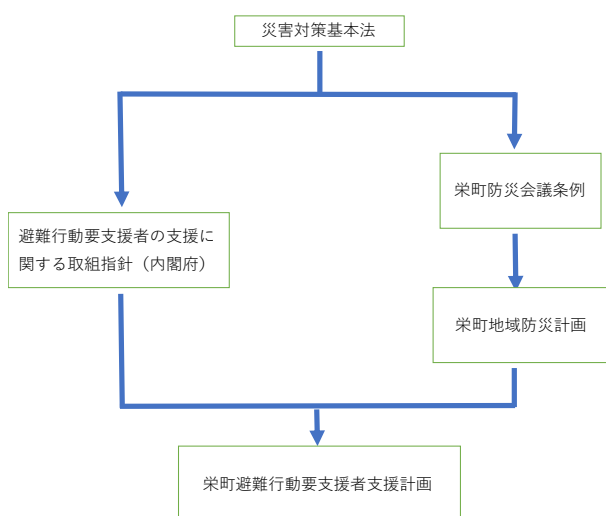 災害対策基本法
栄町防災会議条例
避難行動要支援者の支援に
関する取組指針（内閣府）
栄町地域防災計画
栄町避難行動要支援者支援計画